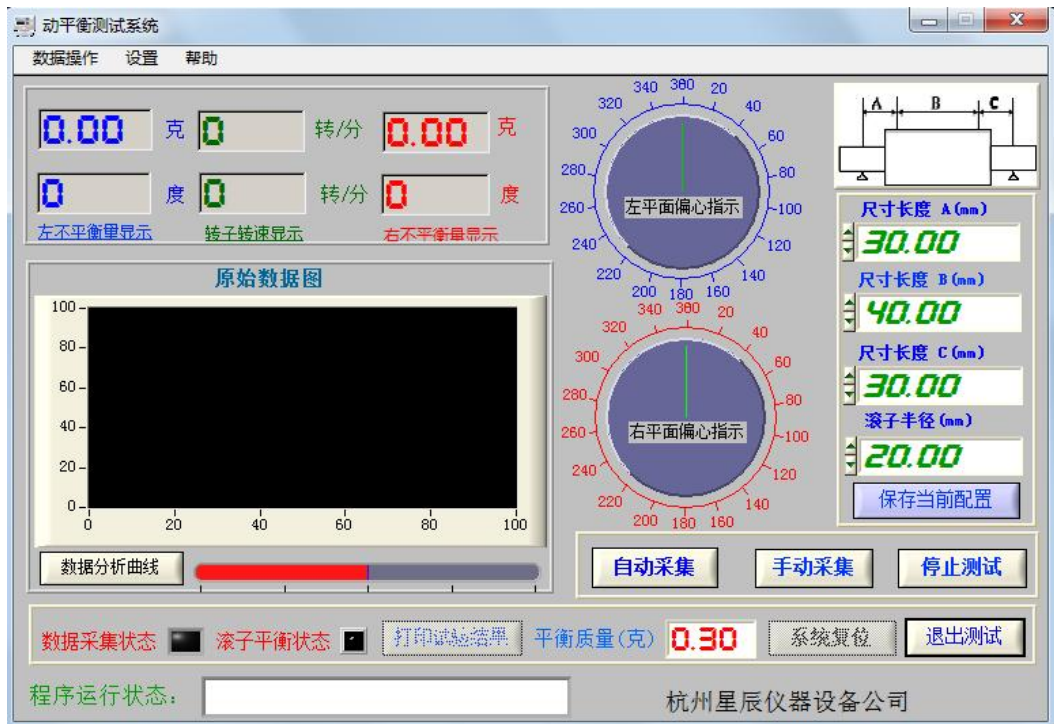 动平衡测试系统
数据操作 设置 帮助
0.00 克 0 转/分 0.00 克
0 度 0 转/分 0 度
左不平衡量显示 转子转速显示 右不平衡量显示
原始数据图
100
80
60
40
20
0
0 20 40 60 80 100
数据分析曲线
340 360 20
320 40
300 60
280 80
260 左平面偏心指示 100
240 120
220 140
200 180 160
340 360 20
320 40
300 60
280 80
260 右平面偏心指示 100
240 120
220 140
200 180 160
A B C
尺寸长度 A(mm)
30.00
尺寸长度 B(mm)
40.00
尺寸长度 C(mm)
30.00
滚子半径(mm)
20.00
保存当前配置
自动采集 手动采集 停止测试
数据采集状态 滚子平衡状态 打印试验结果 平衡质量(克) 0.30 系统复位 退出测试
程序运行状态：
杭州星辰仪器设备公司